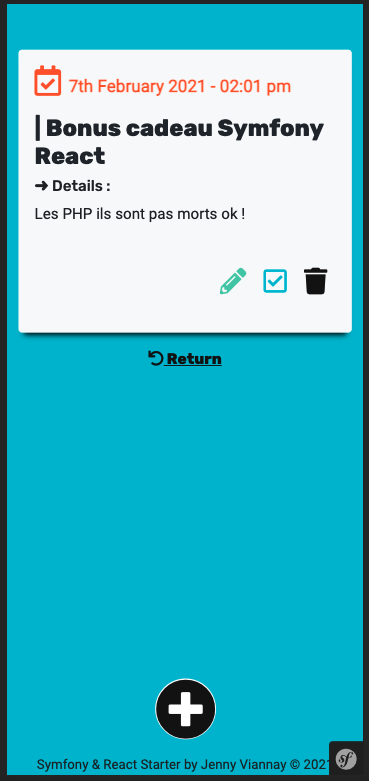 7th February 2021 - 02:01 pm
| Bonus cadeau Symfony
React
➜ Details :
Les PHP ils sont pas morts ok !
Return
Symfony & React Starter by Jenny Viannay © 2021
sf